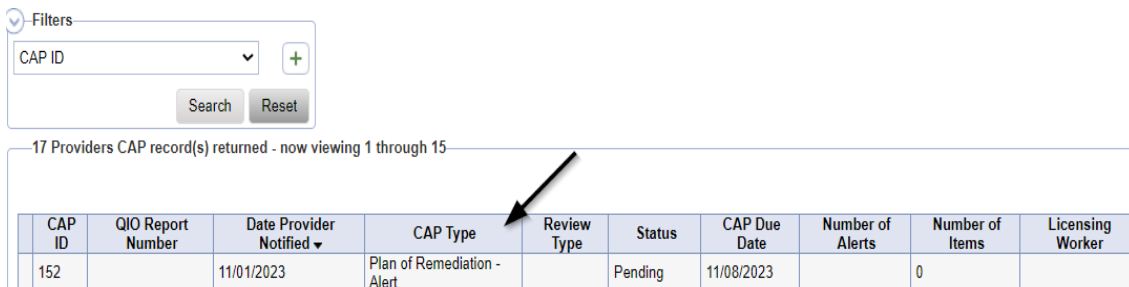 Filters
CAP ID
+
Search Reset
17 Providers CAP record(s) returned - now viewing 1 through 15
CAP ID QIO Report Number Date Provider Notified CAP Type Review Type Status CAP Due Date Number of Alerts Number of Items Licensing Worker
152 11/01/2023 Plan of Remediation - Alert Pending 11/08/2023 0